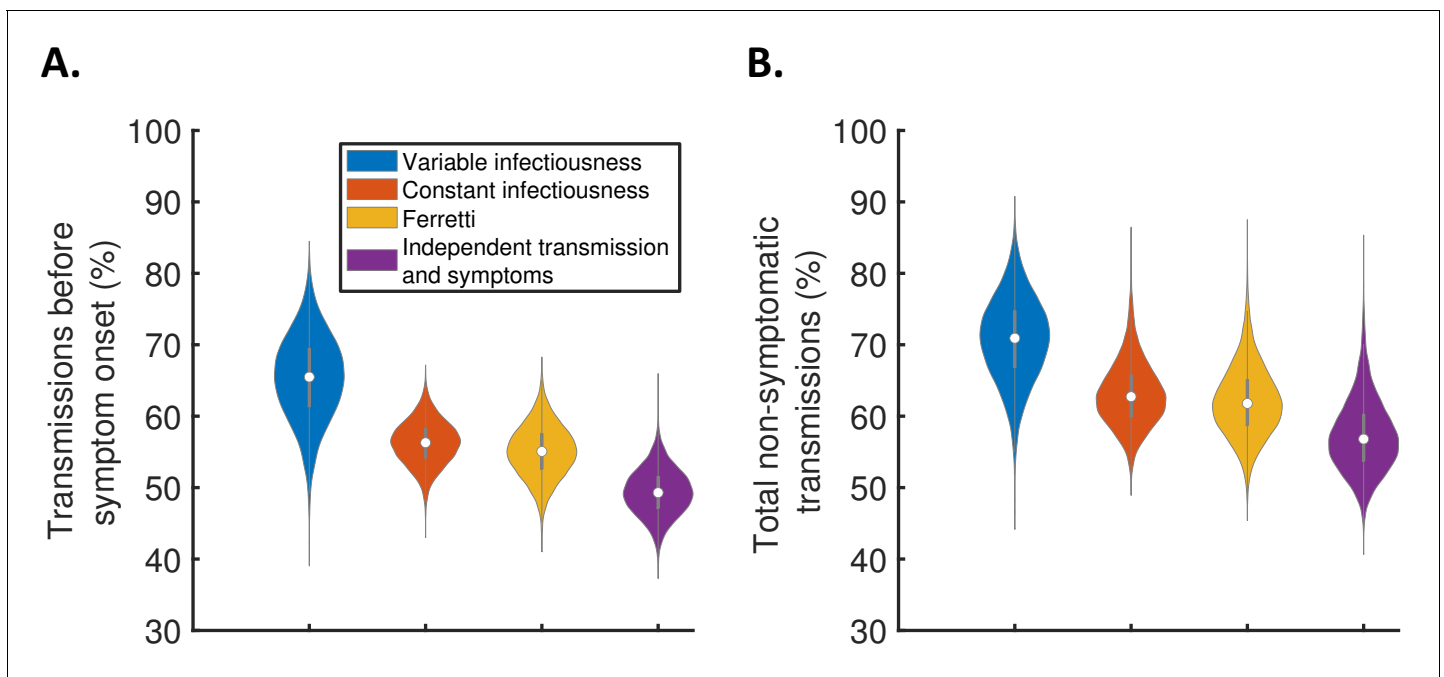 A.
Transmissions before
symptom onset (%)
100
90
80
70
60
50
40
30
Variable infectiousness
Constant infectiousness
Ferretti
Independent transmission
and symptoms
B.
Total non-symptomatic
transmissions (%)
100
90
80
70
60
50
40
30